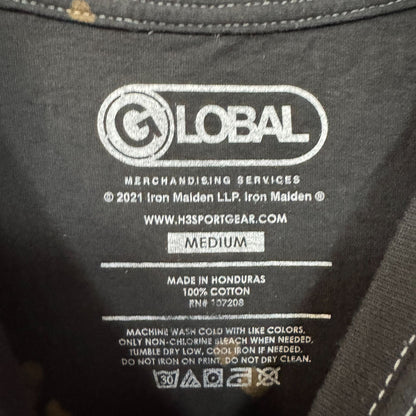 GLOBAL
MERCHANDISING SERVICES
© 2021 Iron Maiden LLP. Iron Maiden ®
WWW.H3SPORTGEAR.COM
MEDIUM
MADE IN HONDURAS
100% COTTON
RN# 107208
MACHINE WASH COLD WITH LIKE COLORS,
ONLY NON-CHLORINE BLEACH WHEN NEEDED,
TUMBLE DRY LOW, COOL IRON IF NEEDED.
DO NOT IRON ON PRINT, DO NOT DRY CLEAN.
30